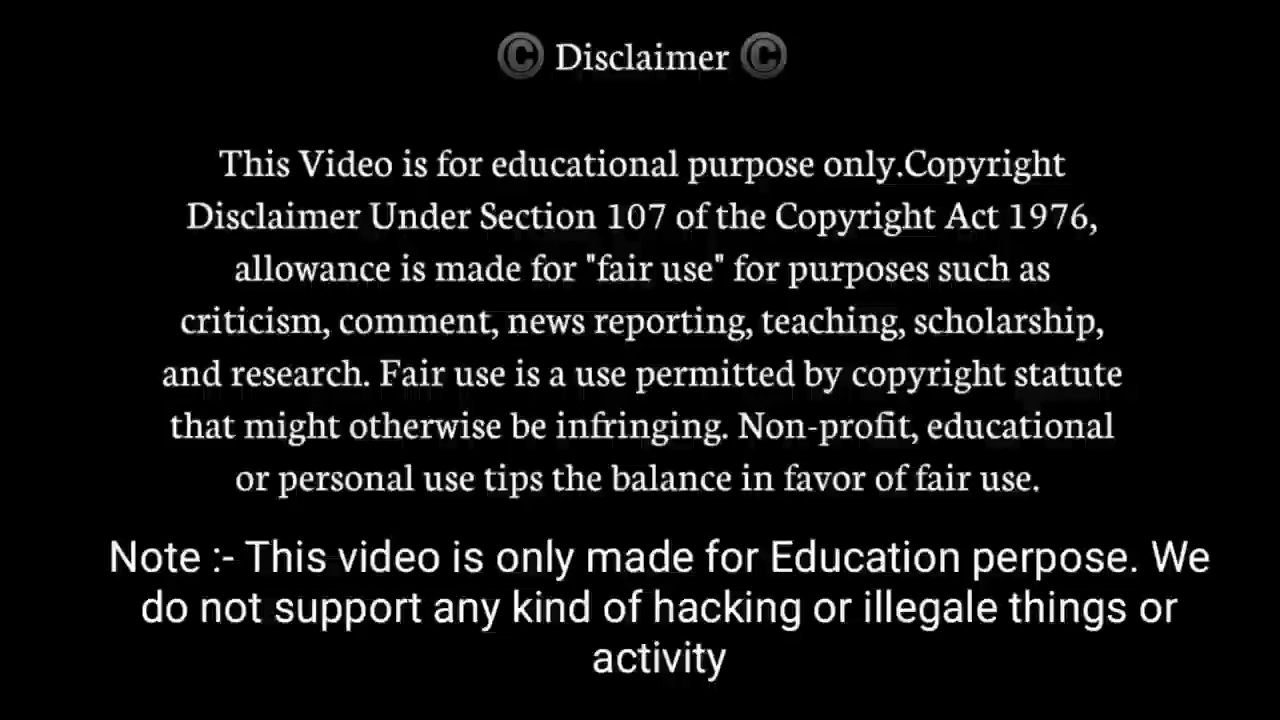 © Disclaimer ©
This Video is for educational purpose only.Copyright
Disclaimer Under Section 107 of the Copyright Act 1976,
allowance is made for "fair use" for purposes such as
criticism, comment, news reporting, teaching, scholarship,
and research. Fair use is a use permitted by copyright statute
that might otherwise be infringing. Non-profit, educational
or personal use tips the balance in favor of fair use.
Note :- This video is only made for Education perpose. We
do not support any kind of hacking or illegale things or
activity